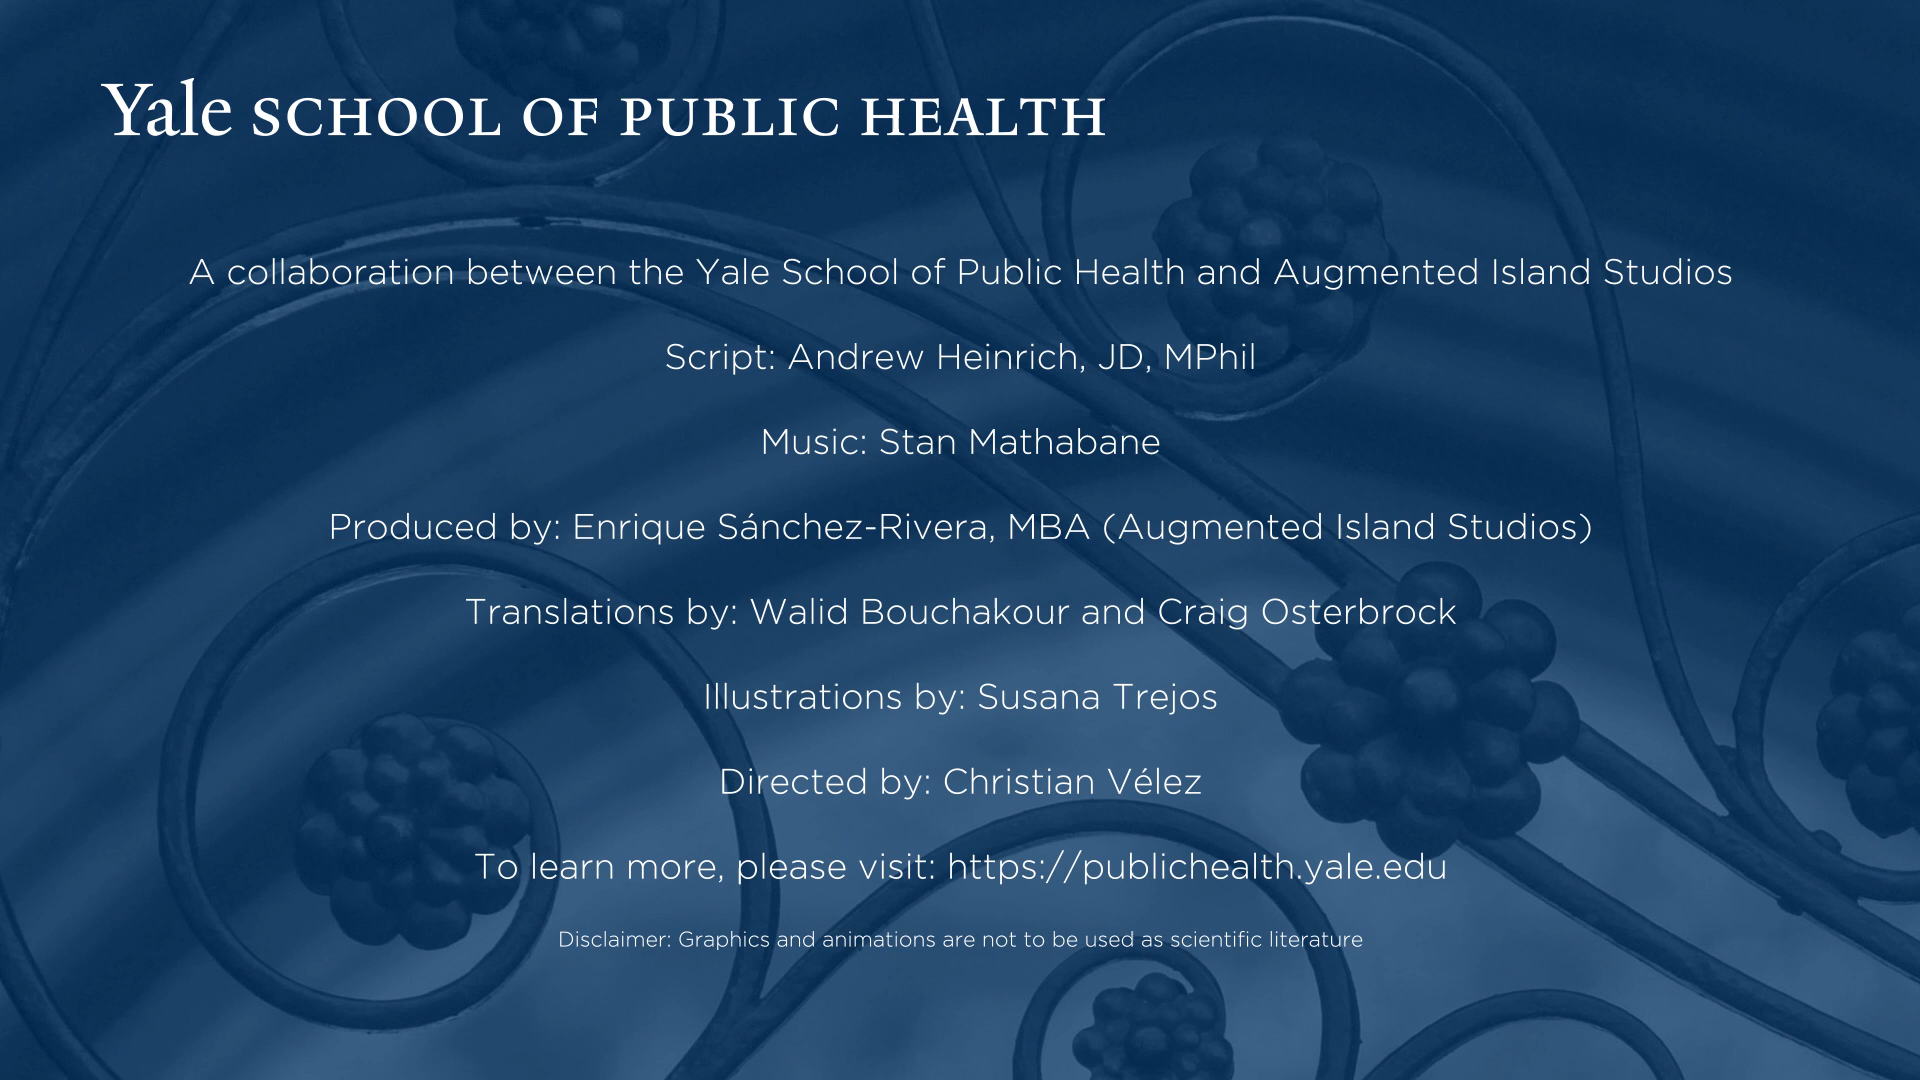 Yale SCHOOL OF PUBLIC HEALTH
A collaboration between the Yale School of Public Health and Augmented Island Studios
Script: Andrew Heinrich, JD, MPhil
Music: Stan Mathabane
Produced by: Enrique Sánchez-Rivera, MBA (Augmented Island Studios)
Translations by: Walid Bouchakour and Craig Osterbrock
Illustrations by: Susana Trejos
Directed by: Christian Vélez
To learn more, please visit: https://publichealth.yale.edu
Disclaimer: Graphics and animations are not to be used as scientific literature